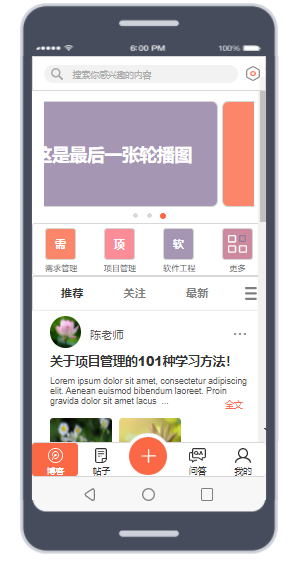 6:00 PM 100%
搜索你感兴趣的内容
这是最后一张轮播图
需 顶 软
需求管理 项目管理 软件工程 更多
推荐 关注 最新
陈老师 ...
关于项目管理的101种学习方法!
Lorem ipsum dolor sit amet, consectetur adipiscing
elit. Aenean euismod bibendum laoreet. Proin
gravida dolor sit amet lacus ...
全文
博客 帖子 问答 我的
QA